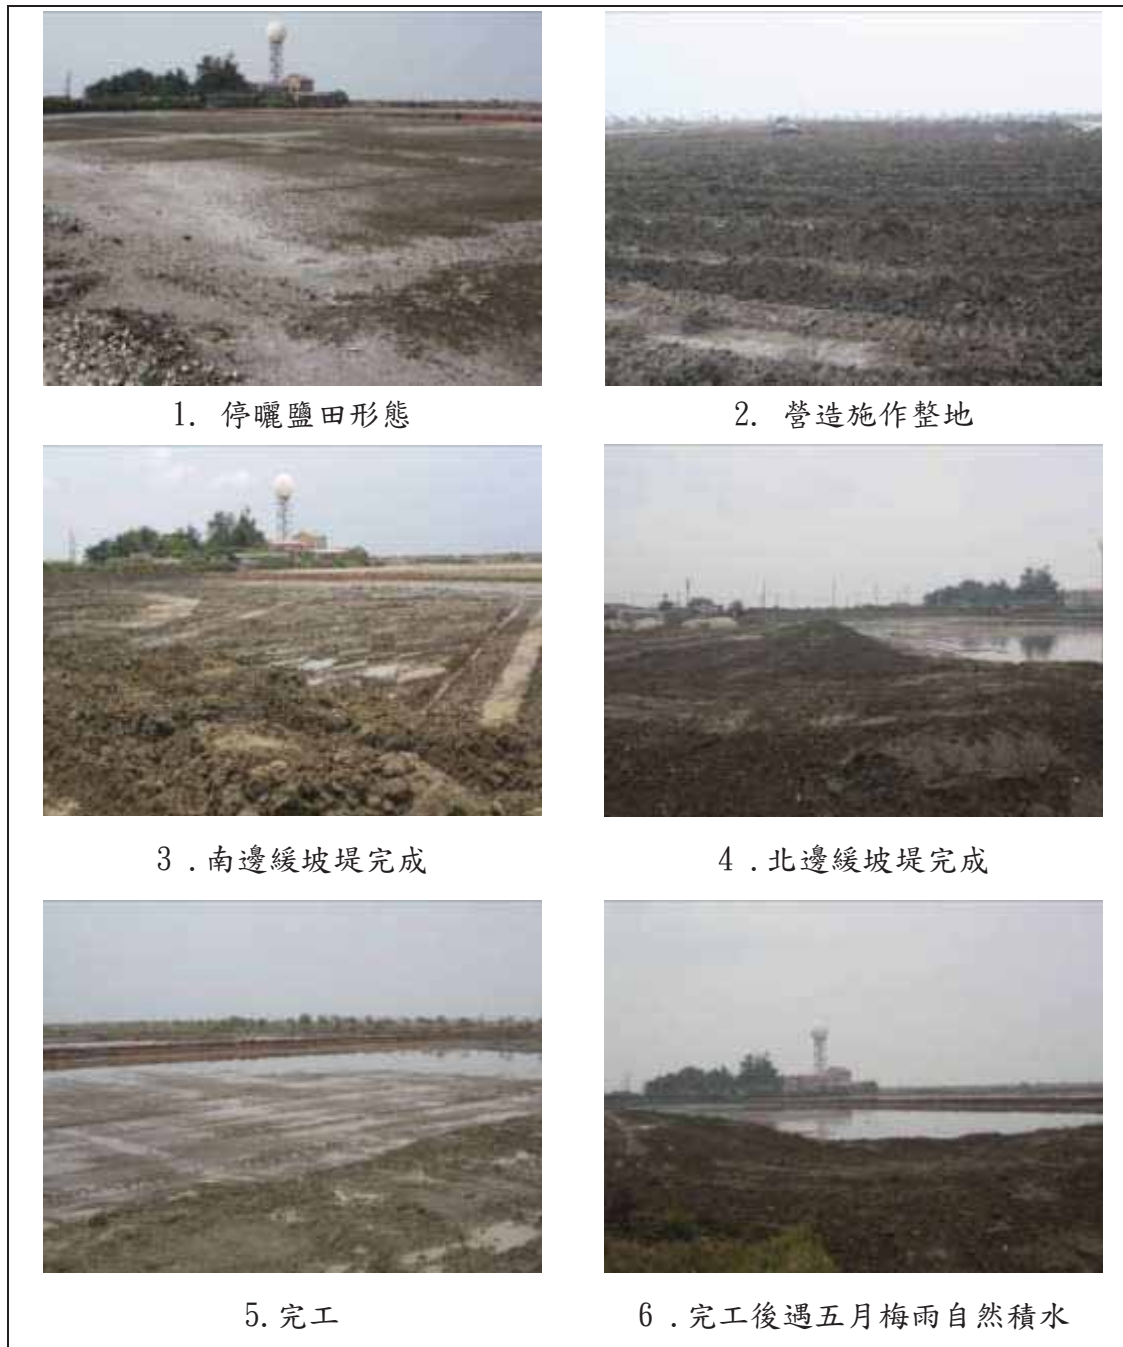 1. 停曬鹽田形態
2. 營造施作整地
3 .南邊緩坡堤完成
4 .北邊緩坡堤完成
5.完工
6 .完工後遇五月梅雨自然積水